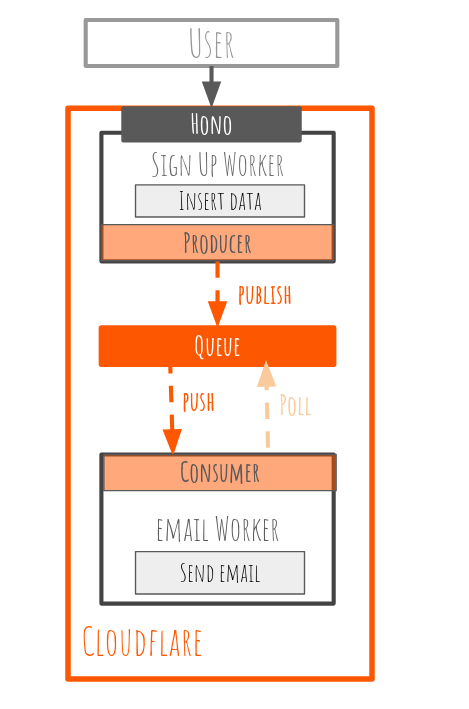 User
Hono
Sign Up Worker
Insert data
Producer
publish
Queue
push
Poll
Consumer
email Worker
Send email
Cloudflare